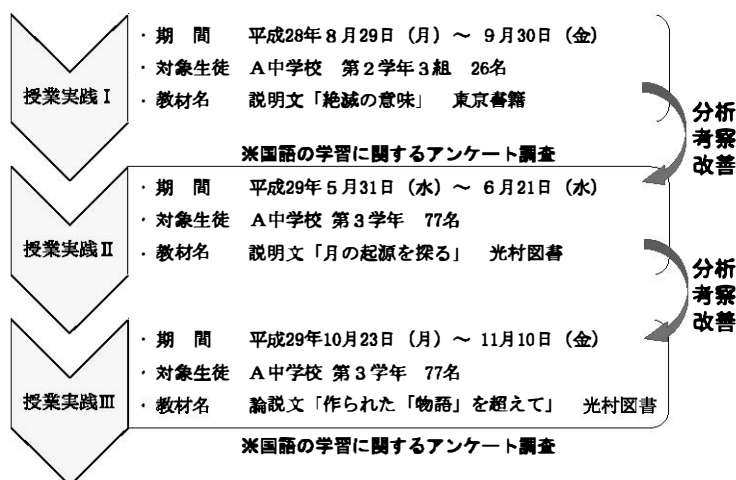 授業実践Ⅰ
・期　間　平成28年8月29日（月）～ 9月30日（金）
・対象生徒　A中学校　第2学年3組　26名
・教材名　説明文「絶滅の意味」　東京書籍
※国語の学習に関するアンケート調査
分析
考察
改善
授業実践Ⅱ
・期　間　平成29年5月31日（水）～ 6月21日（水）
・対象生徒　A中学校 第3学年　77名
・教材名　説明文「月の起源を探る」　光村図書
分析
考察
改善
授業実践Ⅲ
・期　間　平成29年10月23日（月）～ 11月10日（金）
・対象生徒　A中学校 第3学年　77名
・教材名　論説文「作られた「物語」を超えて」　光村図書
※国語の学習に関するアンケート調査